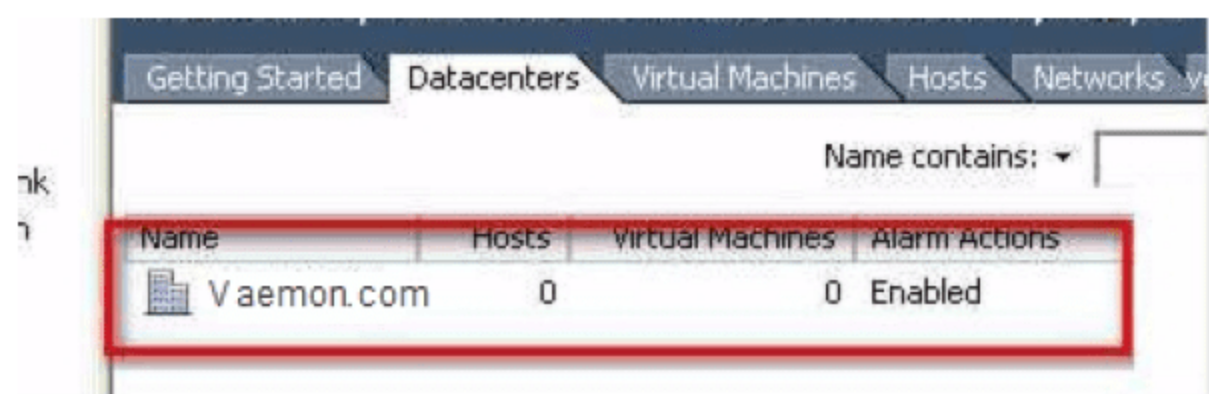 Getting Started Datacenters Virtual Machines Hosts Networks
Name contains:
Name Hosts Virtual Machines Alarm Actions
Vaemon.com 0 0 Enabled